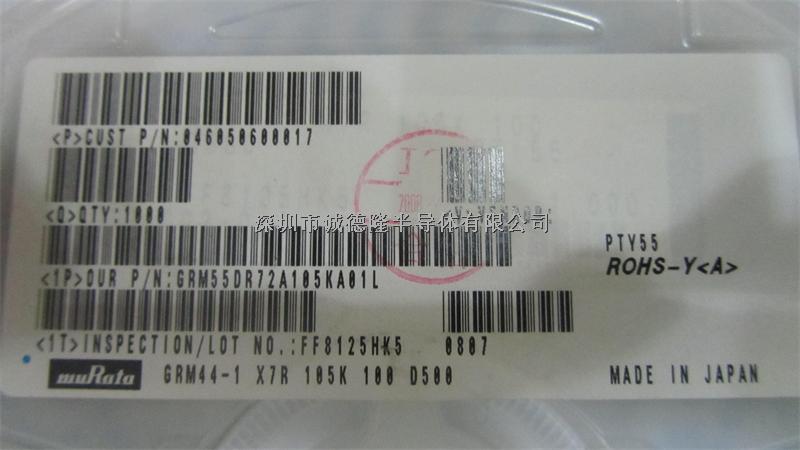 <P>CUST P/N:046050600017
<Q>QTY:1000
深圳市诚德隆半导体有限公司
PTY55
ROHS-Y<A>
<1P>OUR P/N:GRM55DR72A105KA01L
<1T>INSPECTION/LOT NO.:FF8125HK5 0807
muRata GRM44-1 X7R 105K 100 D500 MADE IN JAPAN